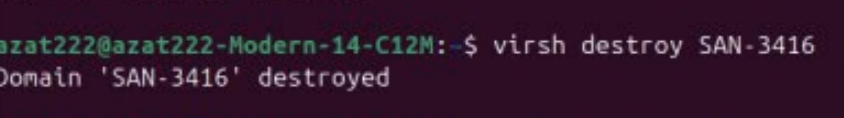 azat222@azat222-Modern-14-C12M:~$ virsh destroy SAN-3416
Domain 'SAN-3416' destroyed